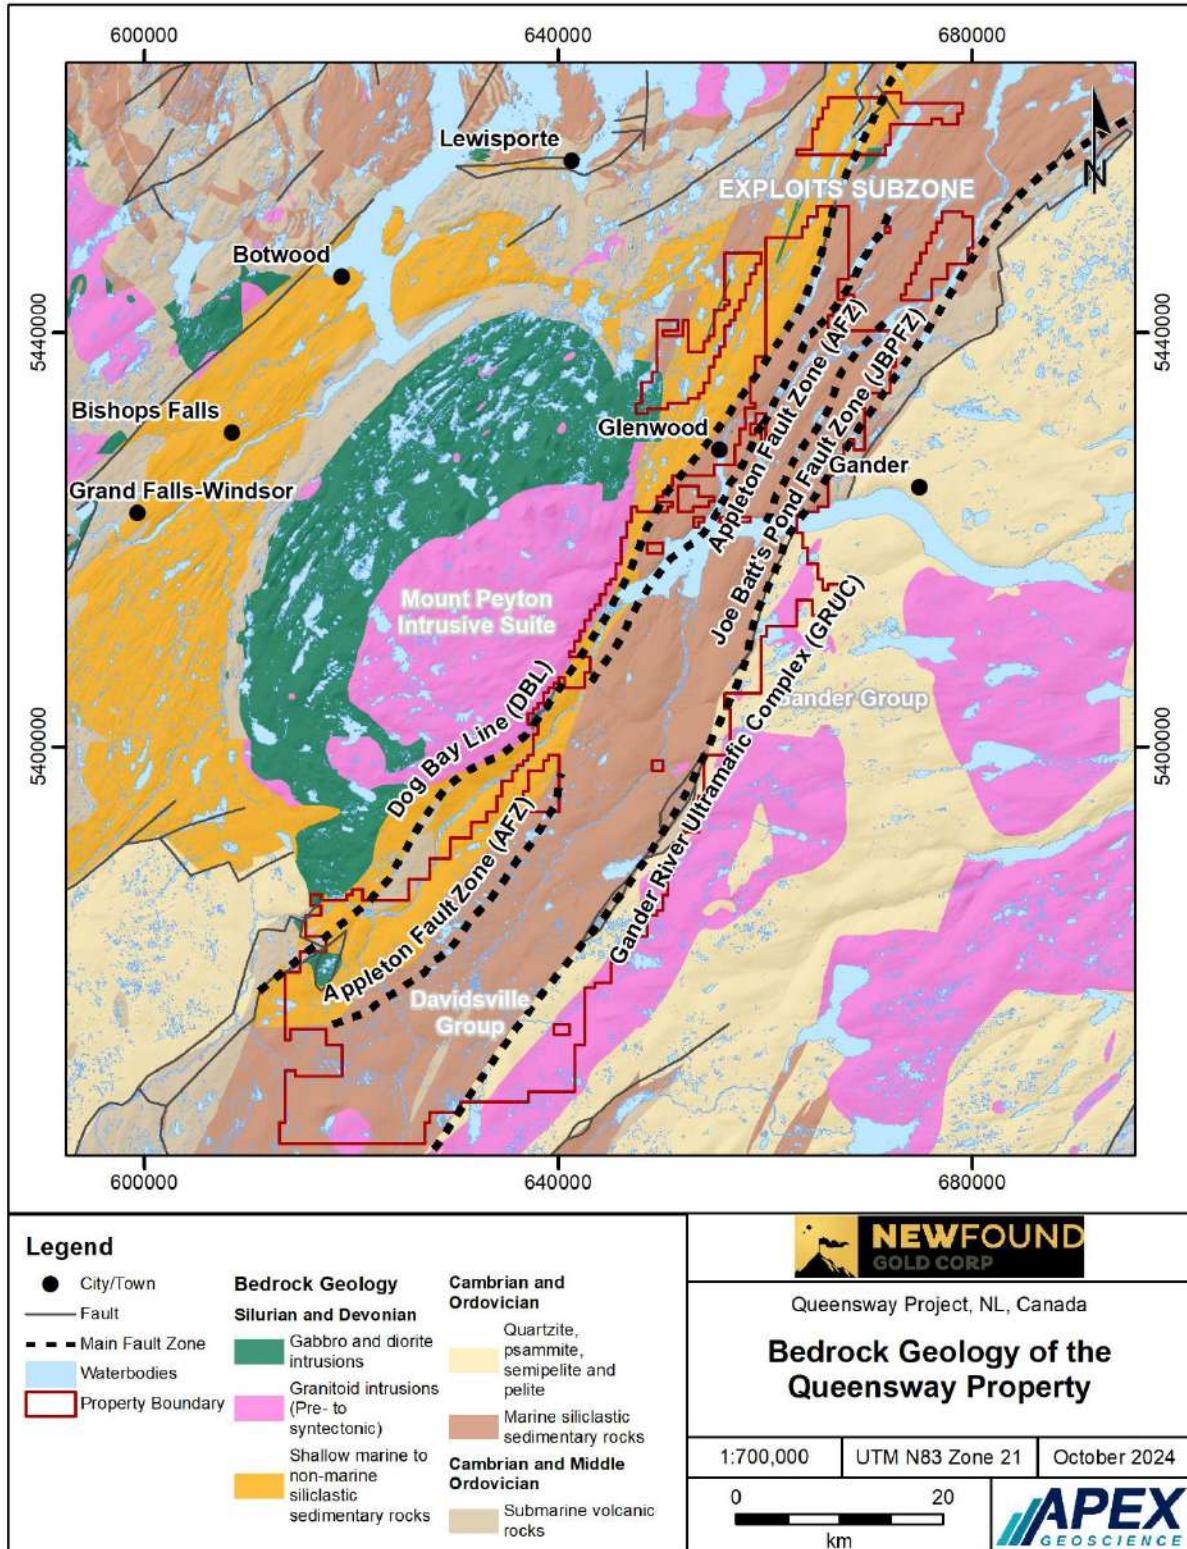 600000
640000
680000
Lewisporte
EXPLOITS SUBZONE
N
Botwood
5440000
5440000
Appleton Fault Zone (AFZ)
Joe Batt's Pond Fault Zone (JBPFZ)
Bishops Falls
Glenwood
Grand Falls-Windsor
Gander
Mount Peyton
Intrusive Suite
Gander River Ultramafic Complex (GRUC)
Gander Group
Dog Bay Line (DBL)
5400000
5400000
Appleton Fault Zone (AFZ)
Davidsville
Group
600000
640000
680000
Legend
City/Town
Fault
Main Fault Zone
Waterbodies
Property Boundary
Bedrock Geology
Silurian and Devonian
Gabbro and diorite
intrusions
Granitoid intrusions
(Pre- to
syntectonic)
Shallow marine to
non-marine
siliclastic
sedimentary rocks
Cambrian and
Ordovician
Quartzite,
psammite,
semipelite and
pelite
Marine siliclastic
sedimentary rocks
Cambrian and Middle
Ordovician
Submarine volcanic
rocks
NEWFOUND
GOLD CORP
Queensway Project, NL, Canada
Bedrock Geology of the
Queensway Property
1:700,000
UTM N83 Zone 21
October 2024
0
20
km
APEX
GEOSCIENCE